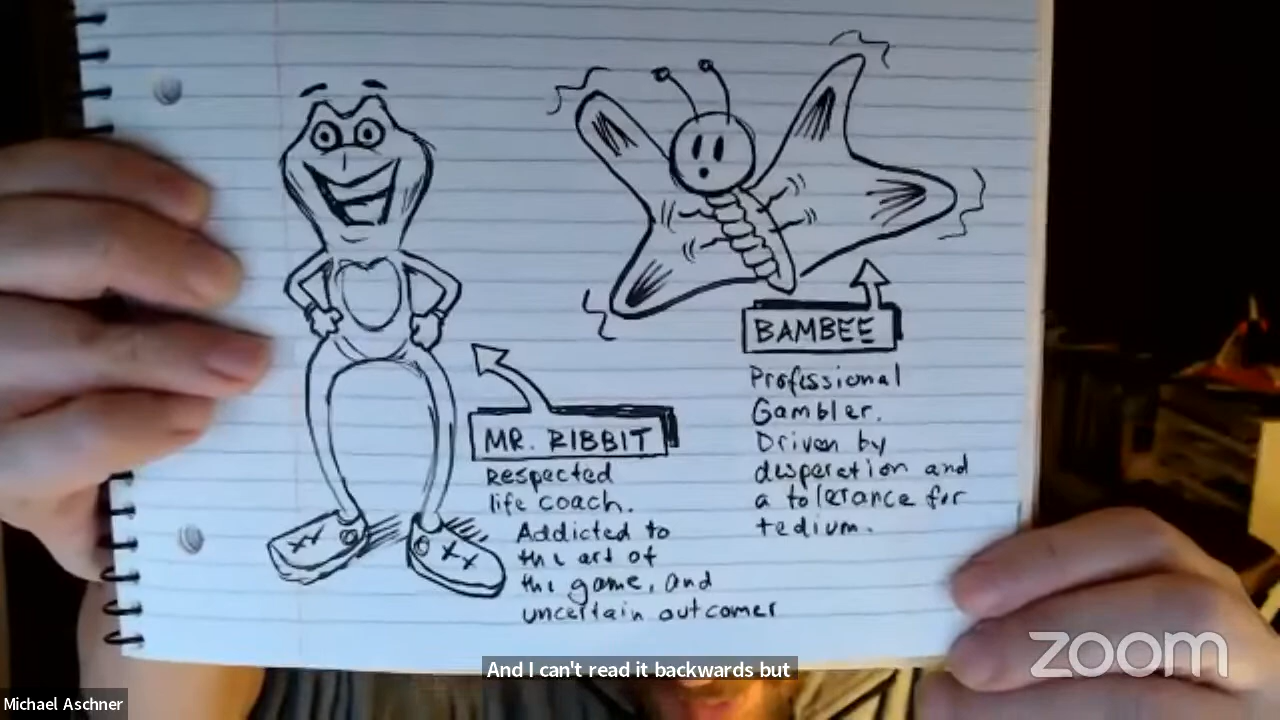 MR. RIBBIT
respected
life coach.
Addicted to
the art of
the game, and
uncertain outcomes
BAMBEE
Professional
Gambler.
Driven by
desperation and
a tolerance for
tedium.
And I can't read it backwards but
zoom
Michael Aschner